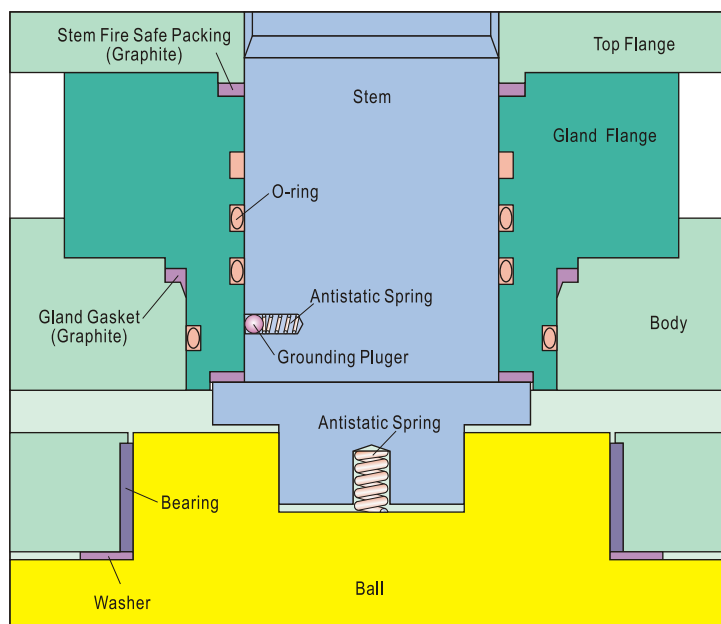 Stem Fire Safe Packing
(Graphite)
Top Flange
Stem
Gland Flange
O-ring
Antistatic Spring
Gland Gasket
(Graphite)
Body
Grounding Pluger
Antistatic Spring
Bearing
Ball
Washer